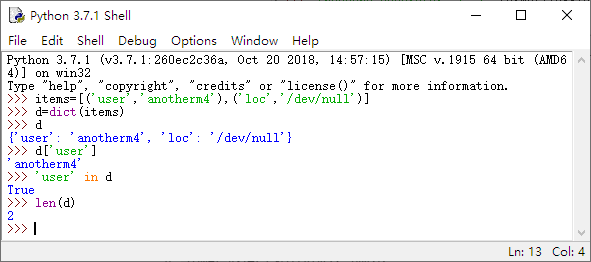 Python 3.7.1 Shell
File Edit Shell Debug Options Window Help
Python 3.7.1 (v3.7.1:260ec2c36a, Oct 20 2018, 14:57:15) [MSC v.1915 64 bit (AMD6
4)] on win32
Type "help", "copyright", "credits" or "license()" for more information.
>>> items=[('user','anotherm4'),('loc','/dev/null')]
>>> d=dict(items)
>>> d
{'user': 'anotherm4', 'loc': '/dev/null'}
>>> d['user']
'anotherm4'
>>> 'user' in d
True
>>> len(d)
2
>>>
Ln: 13 Col: 4